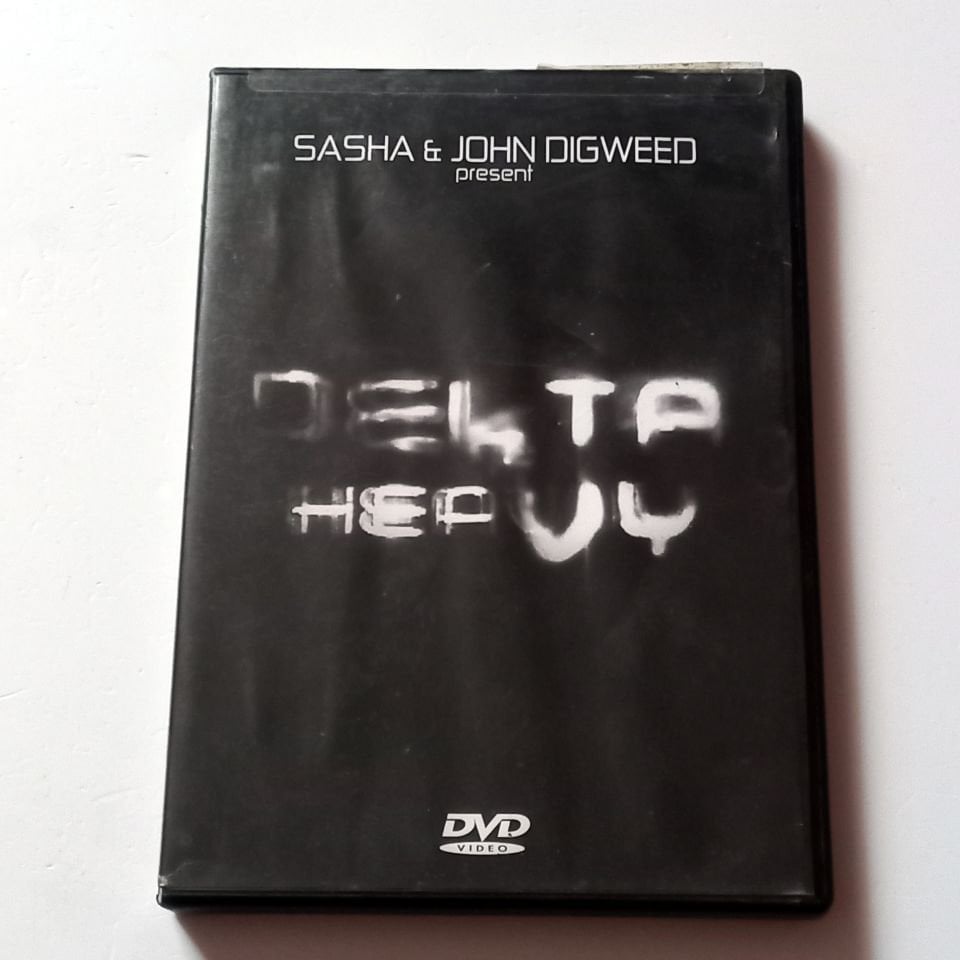 SASHA & JOHN DIGWEED
present
DELTA
HEAVY
DVD
VIDEO